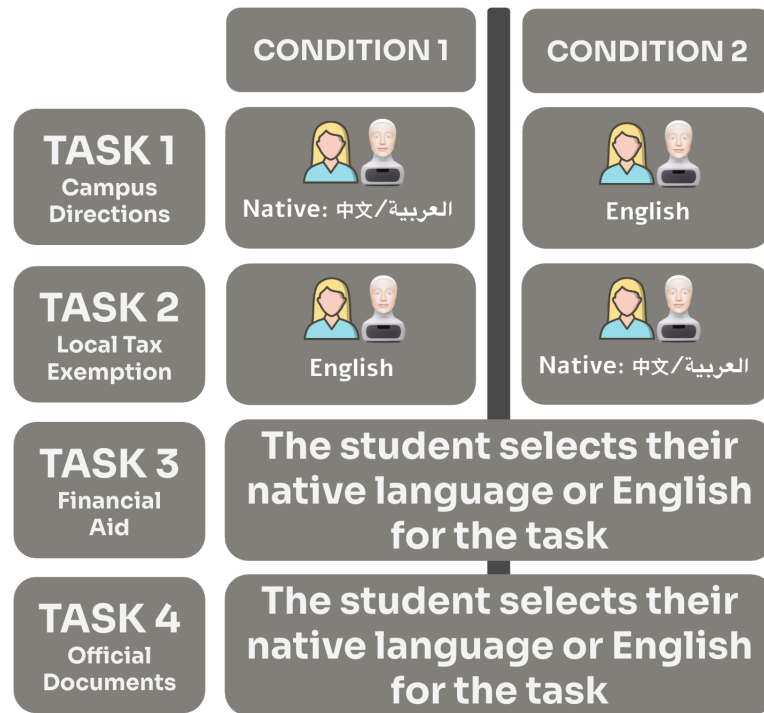 CONDITION 1
CONDITION 2
TASK 1
Campus
Directions
Native: 中文/العربية
English
TASK 2
Local Tax
Exemption
English
Native: 中文/العربية
TASK 3
Financial
Aid
The student selects their
native language or English
for the task
TASK 4
Official
Documents
The student selects their
native language or English
for the task